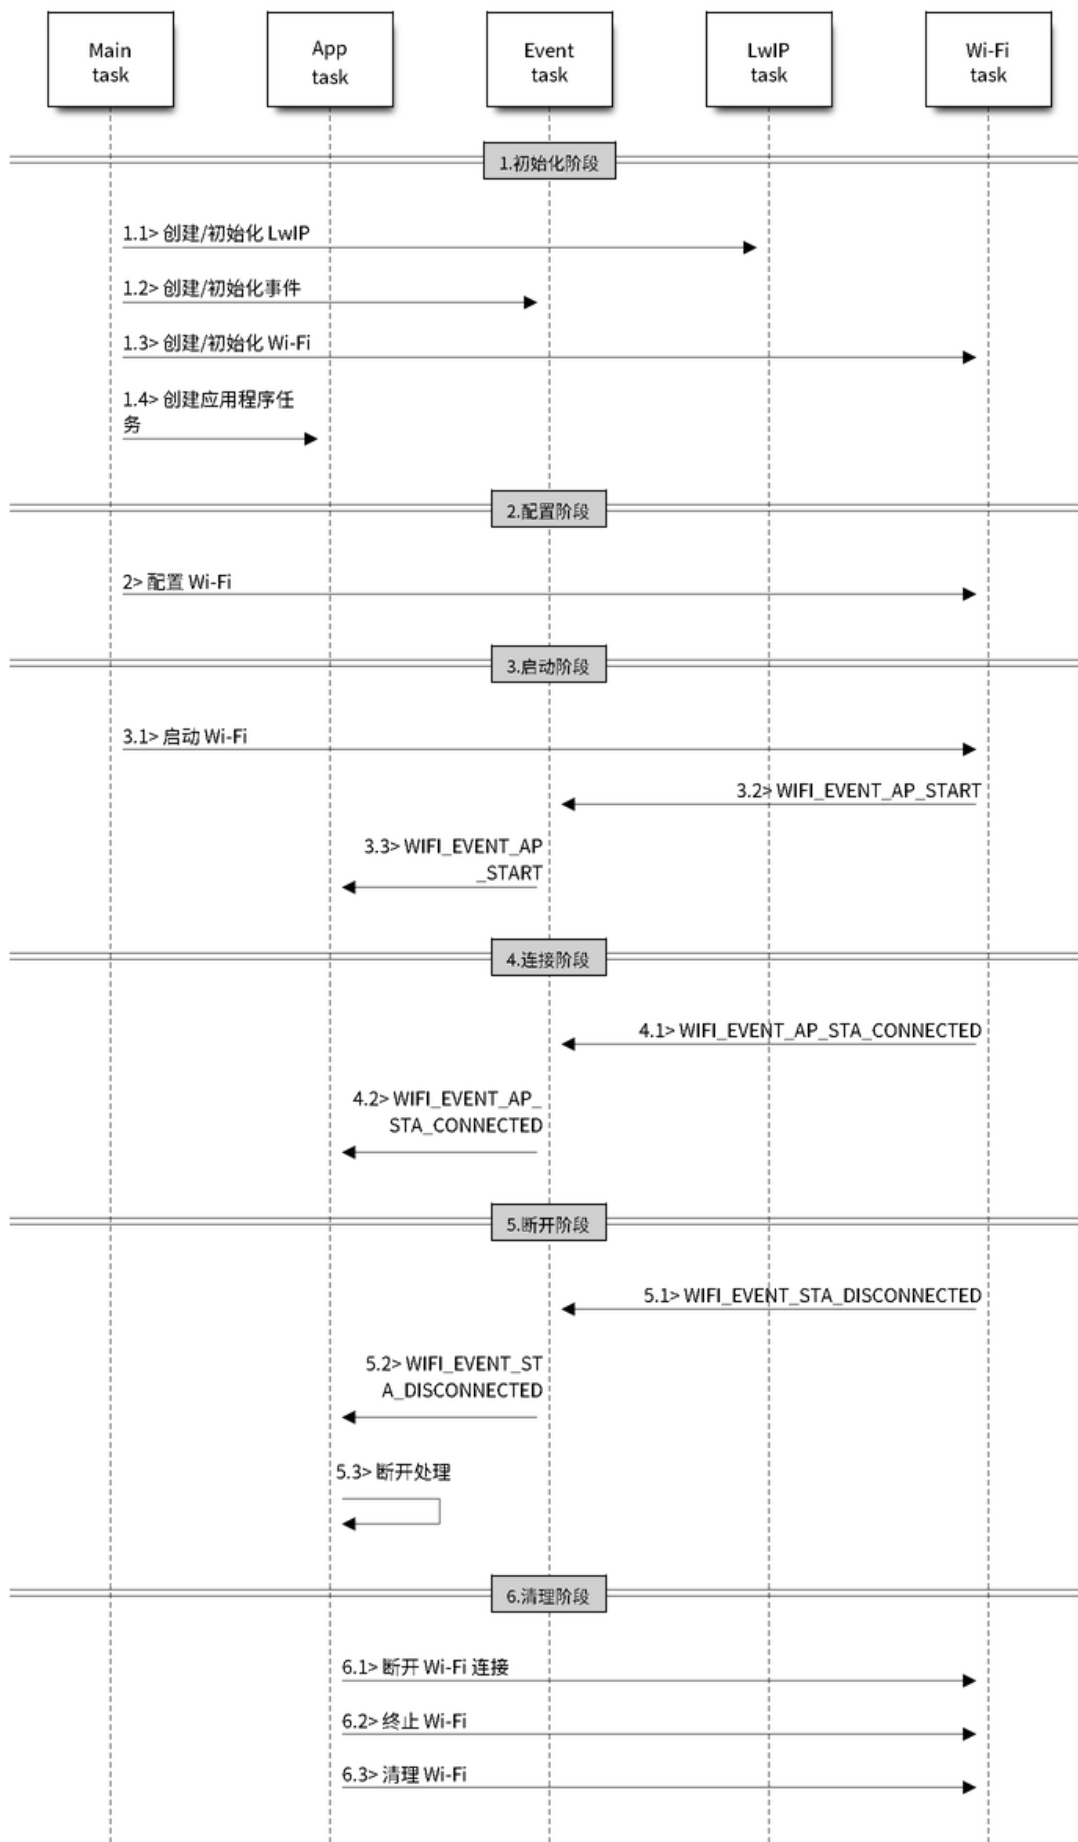 Main
task
App
task
Event
task
LwIP
task
Wi-Fi
task
1.初始化阶段
1.1> 创建/初始化 LwIP
1.2> 创建/初始化事件
1.3> 创建/初始化 Wi-Fi
1.4> 创建应用程序任
务
2.配置阶段
2> 配置 Wi-Fi
3.启动阶段
3.1> 启动 Wi-Fi
3.2> WIFI_EVENT_AP_START
3.3> WIFI_EVENT_AP
_START
4.连接阶段
4.1> WIFI_EVENT_AP_STA_CONNECTED
4.2> WIFI_EVENT_AP_
STA_CONNECTED
5.断开阶段
5.1> WIFI_EVENT_STA_DISCONNECTED
5.2> WIFI_EVENT_ST
A_DISCONNECTED
5.3> 断开处理
6.清理阶段
6.1> 断开 Wi-Fi 连接
6.2> 终止 Wi-Fi
6.3> 清理 Wi-Fi